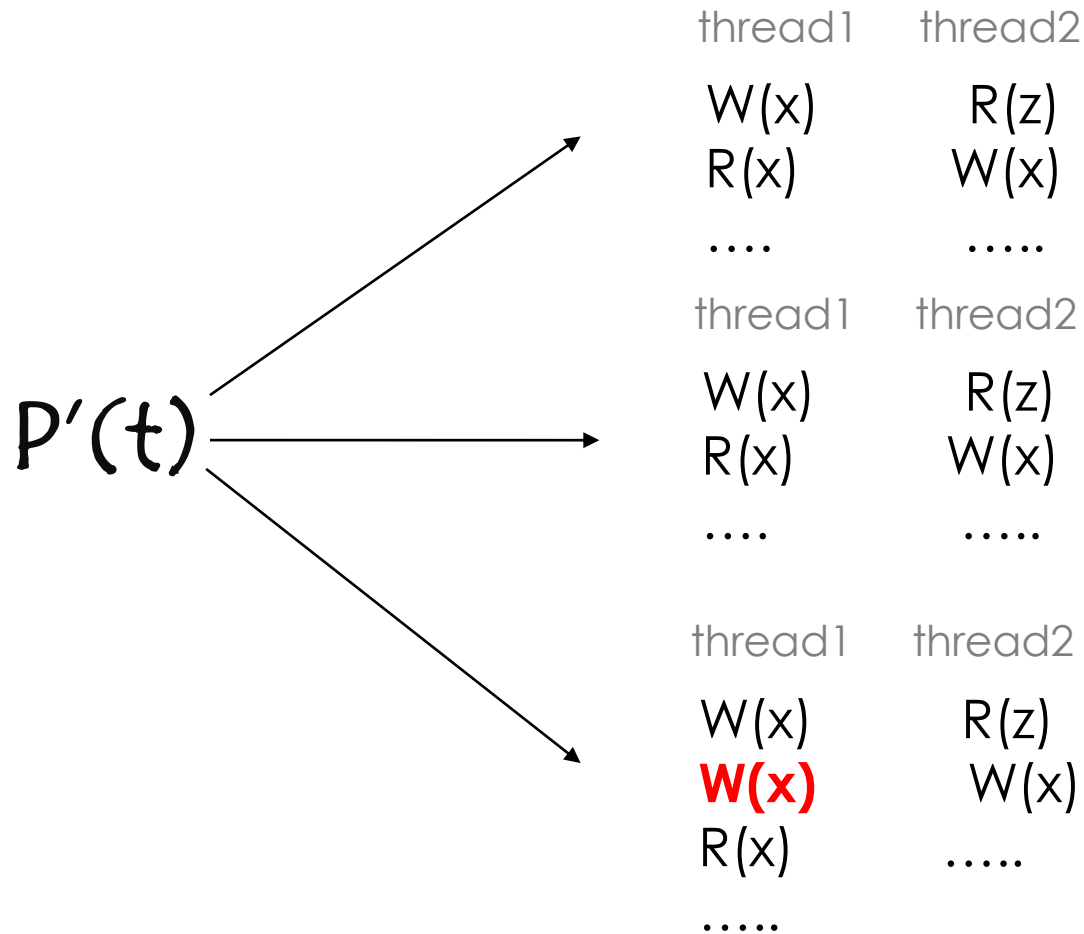 thread1 thread2
W(x) R(z)
R(x) W(x)
.... .....
thread1 thread2
W(x) R(z)
P'(t)
R(x) W(x)
.... .....
thread1 thread2
W(x) R(z)
W(x) W(x)
R(x) .....
.....